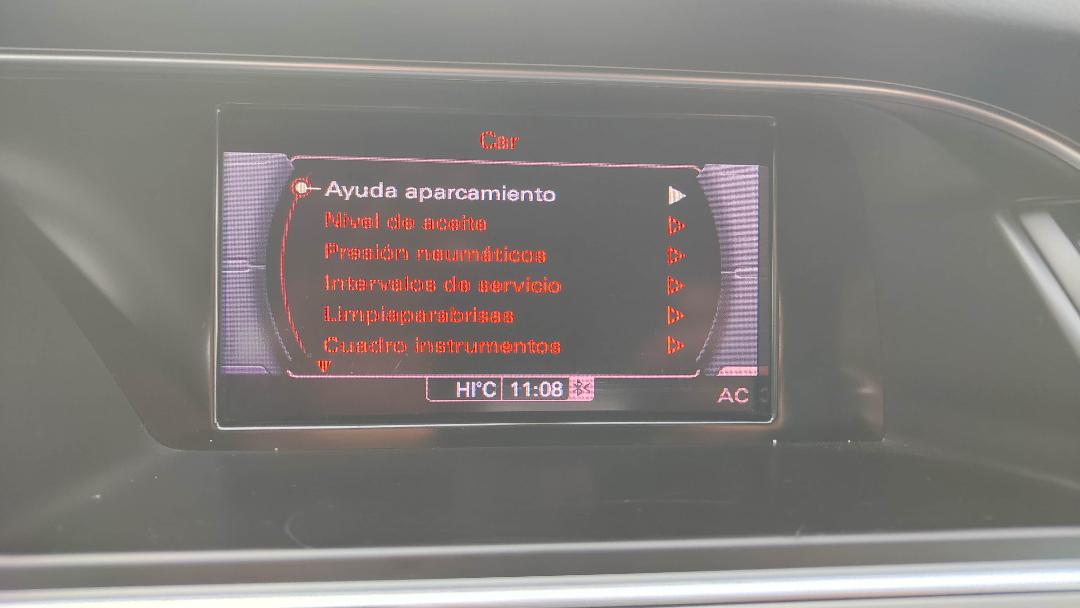 Car
Ayuda aparcamiento
Nivel de aceite
Presión neumáticos
Intervalos de servicio
Limpiaparabrisas
Cuadro instrumentos
HI°C 11:08
AC